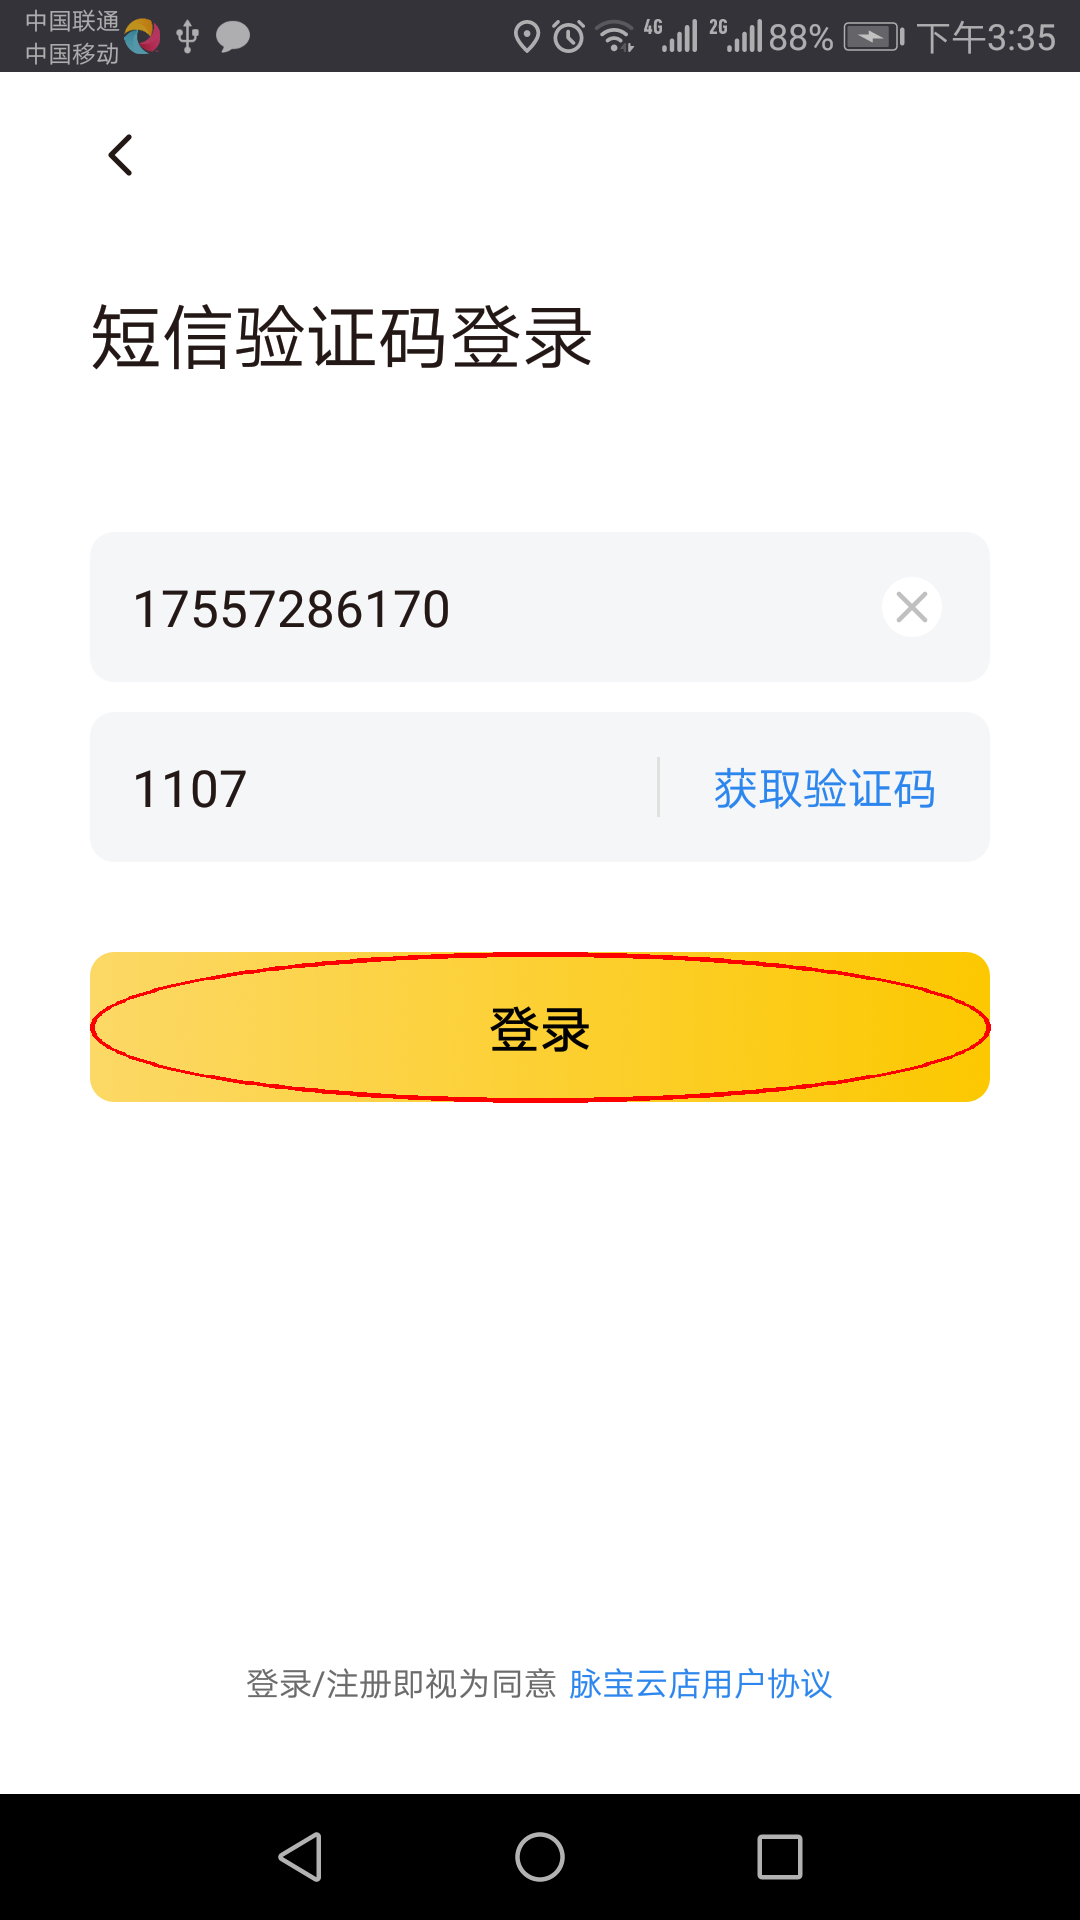 中国联通
中国移动
4G 2G 88% 下午3:35
短信验证码登录
17557286170
1107 获取验证码
登录
登录/注册即视为同意 脉宝云店用户协议